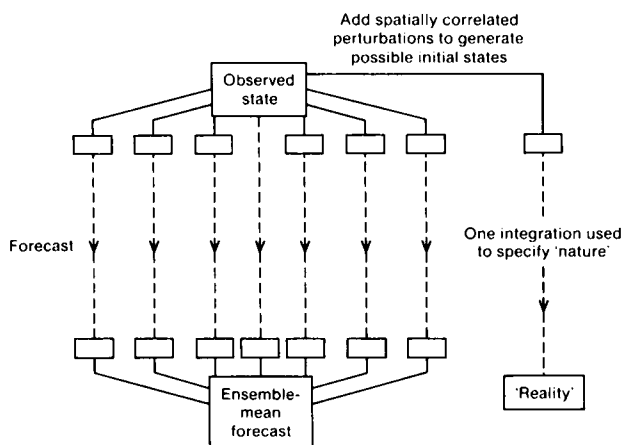 Add spatially correlated
perturbations to generate
possible initial states
Observed
state
Forecast
One integration used
to specify 'nature'
Ensemble-
mean
forecast
'Reality'